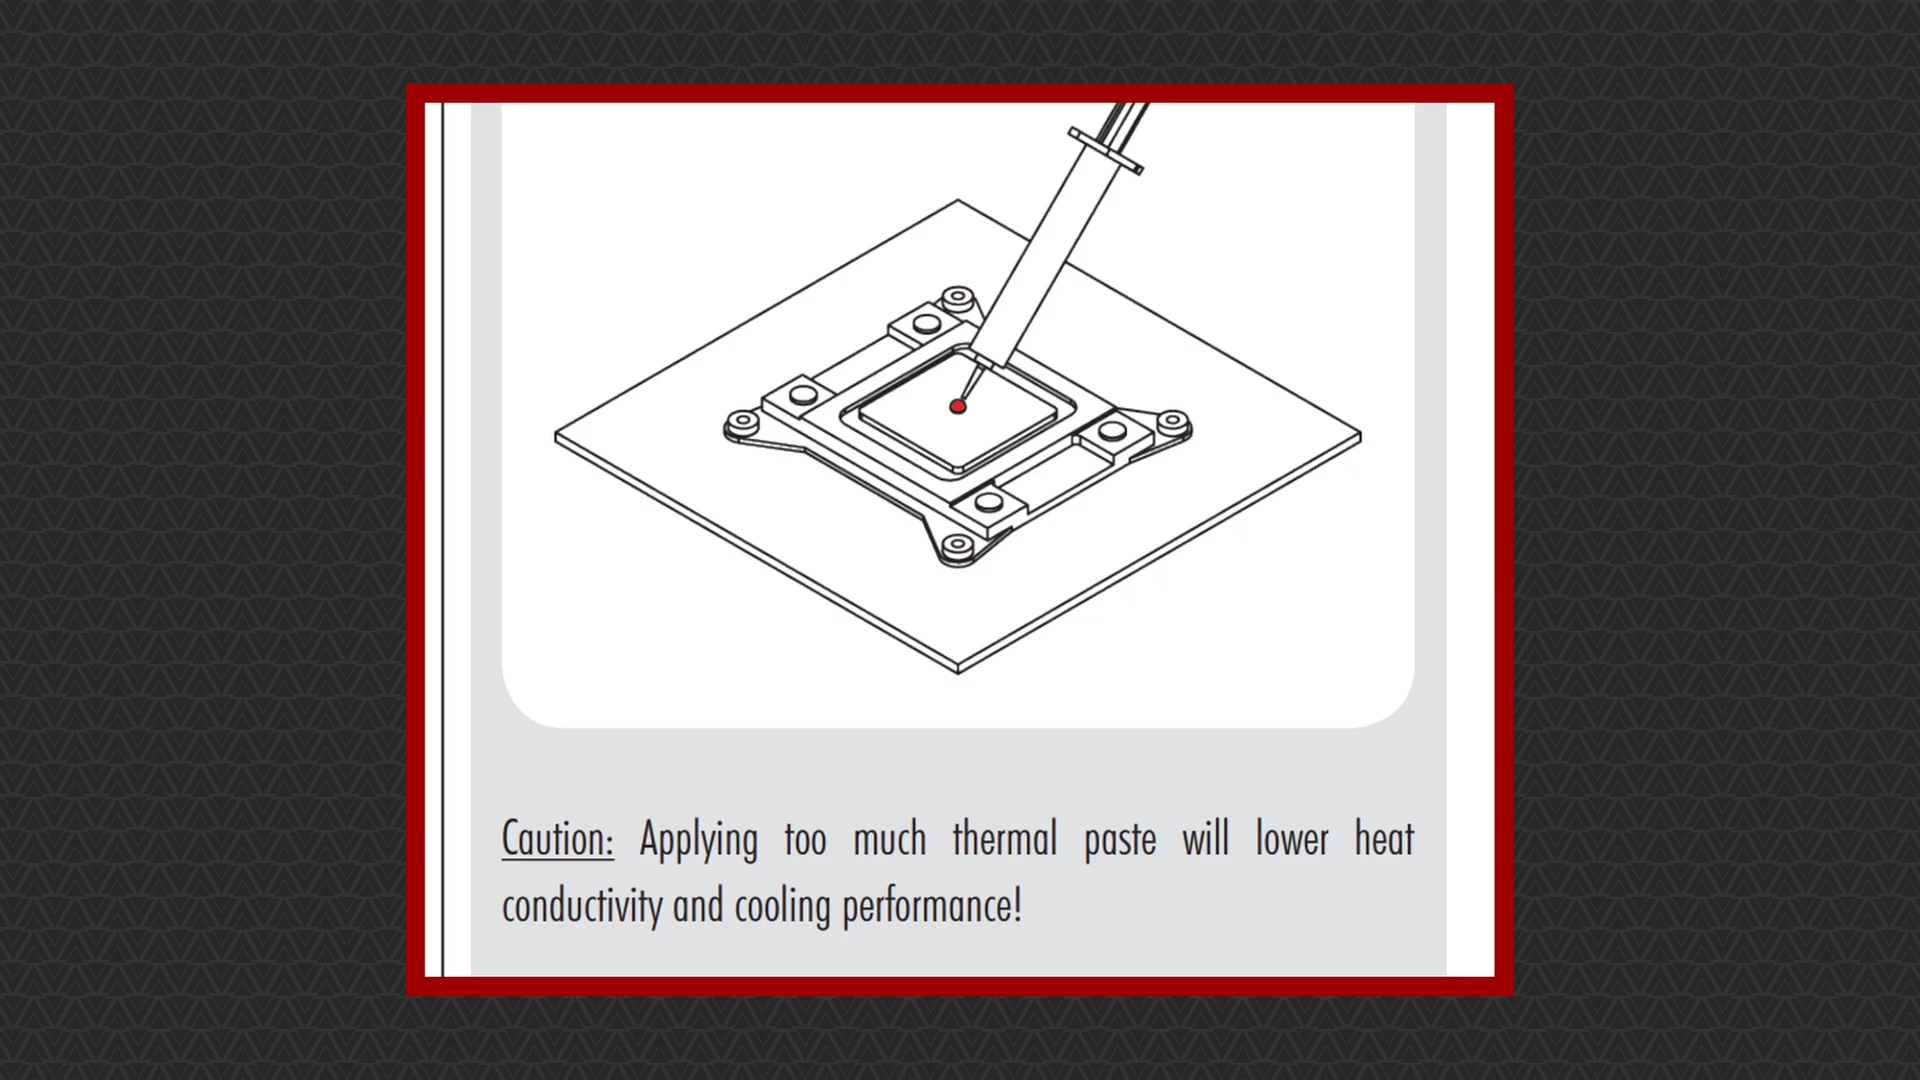 Caution: Applying too much thermal paste will lower heat
conductivity and cooling performance!